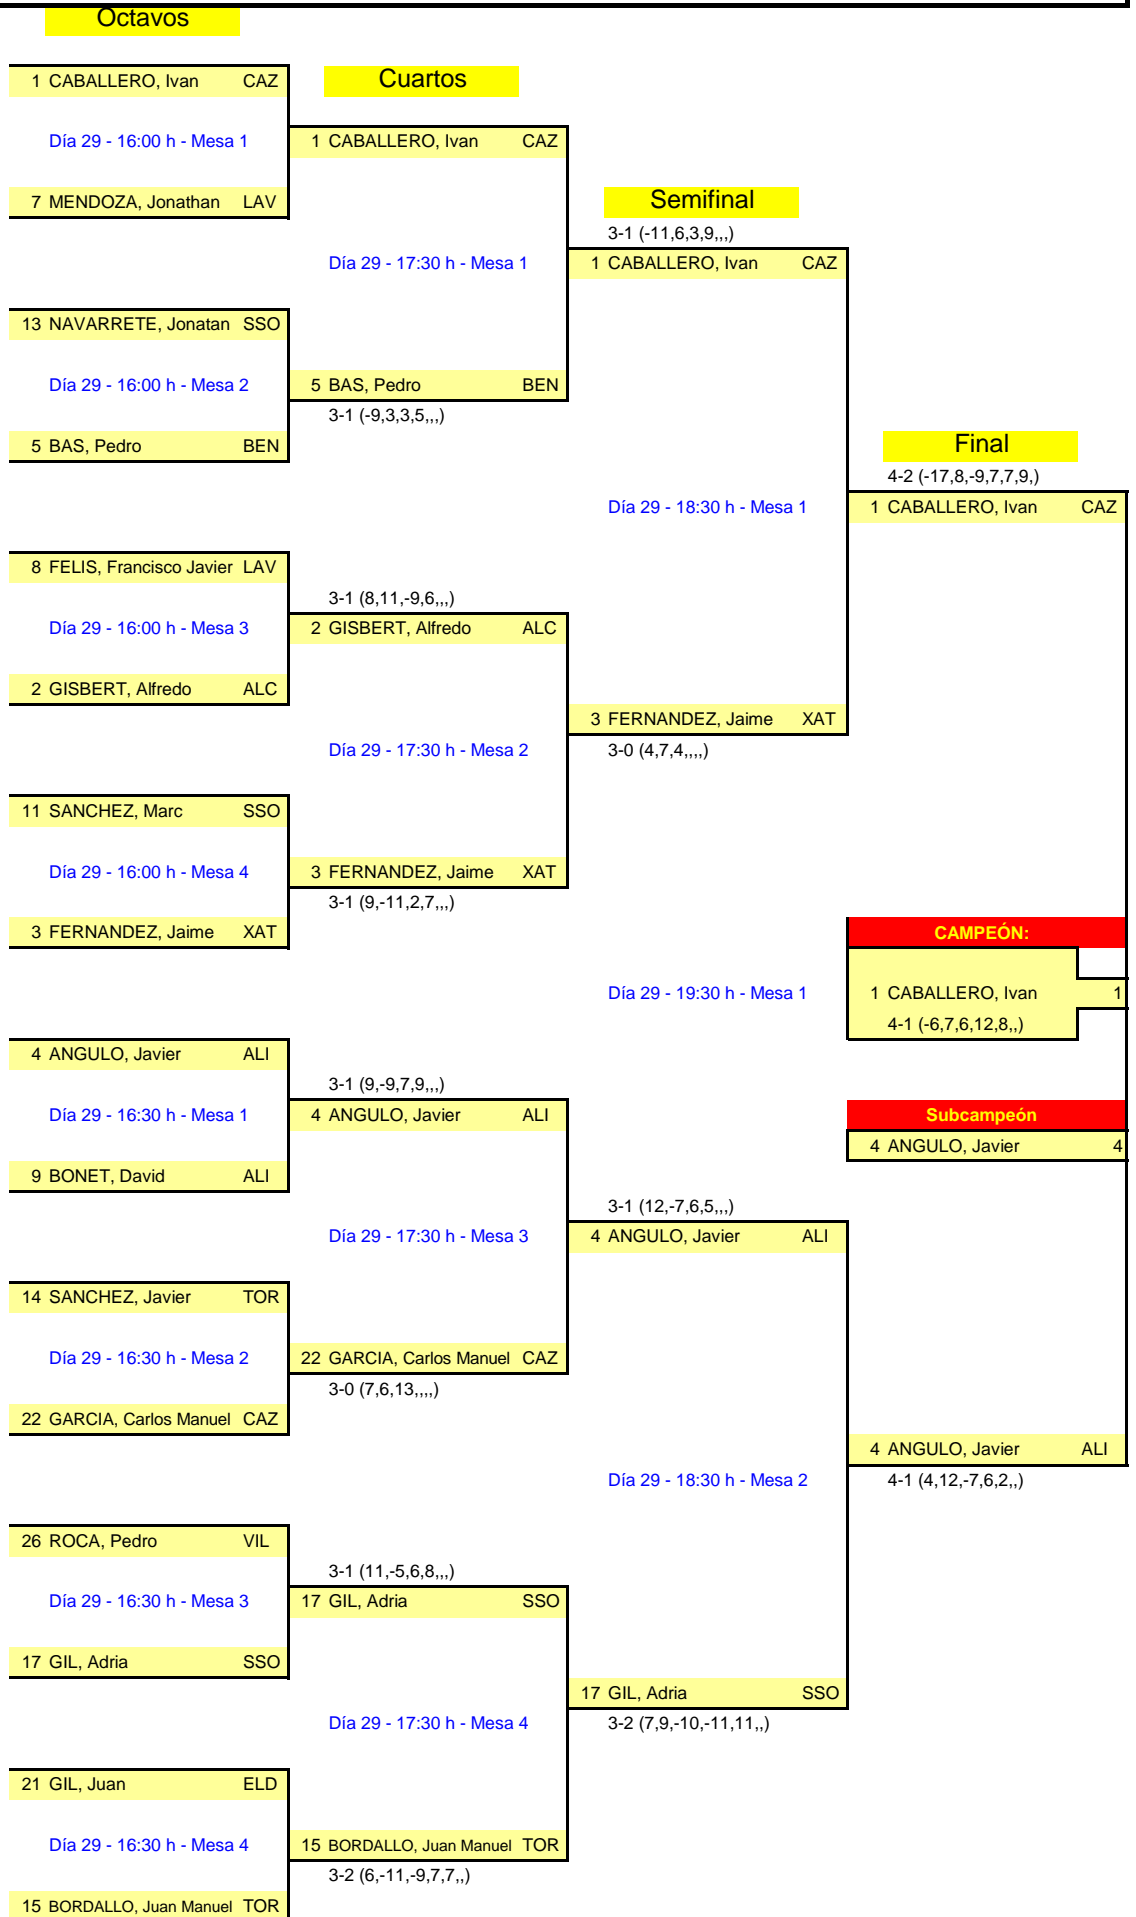 Octavos
1 CABALLERO, Ivan CAZ
Cuartos
Día 29 - 16:00 h - Mesa 1
1 CABALLERO, Ivan CAZ
7 MENDOZA, Jonathan LAV
Semifinal
3-1 (-11,6,3,9,,,)
Día 29 - 17:30 h - Mesa 1
1 CABALLERO, Ivan CAZ
13 NAVARRETE, Jonatan SSO
Día 29 - 16:00 h - Mesa 2
5 BAS, Pedro BEN
3-1 (-9,3,3,5,,,)
5 BAS, Pedro BEN
Final
4-2 (-17,8,-9,7,7,9,)
Día 29 - 18:30 h - Mesa 1
1 CABALLERO, Ivan CAZ
8 FELIS, Francisco Javier LAV
3-1 (8,11,-9,6,,,)
Día 29 - 16:00 h - Mesa 3
2 GISBERT, Alfredo ALC
2 GISBERT, Alfredo ALC
3 FERNANDEZ, Jaime XAT
Día 29 - 17:30 h - Mesa 2
3-0 (4,7,4,,,,)
11 SANCHEZ, Marc SSO
Día 29 - 16:00 h - Mesa 4
3 FERNANDEZ, Jaime XAT
3-1 (9,-11,2,7,,,)
3 FERNANDEZ, Jaime XAT
CAMPEÓN:
Día 29 - 19:30 h - Mesa 1
1 CABALLERO, Ivan 1
4-1 (-6,7,6,12,8,,)
4 ANGULO, Javier ALI
3-1 (9,-9,7,9,,,)
Día 29 - 16:30 h - Mesa 1
4 ANGULO, Javier ALI
Subcampeón
4 ANGULO, Javier 4
9 BONET, David ALI
3-1 (12,-7,6,5,,,)
Día 29 - 17:30 h - Mesa 3
4 ANGULO, Javier ALI
14 SANCHEZ, Javier TOR
Día 29 - 16:30 h - Mesa 2
22 GARCIA, Carlos Manuel CAZ
3-0 (7,6,13,,,,)
22 GARCIA, Carlos Manuel CAZ
4 ANGULO, Javier ALI
Día 29 - 18:30 h - Mesa 2
4-1 (4,12,-7,6,2,,)
26 ROCA, Pedro VIL
3-1 (11,-5,6,8,,,)
Día 29 - 16:30 h - Mesa 3
17 GIL, Adria SSO
17 GIL, Adria SSO
17 GIL, Adria SSO
Día 29 - 17:30 h - Mesa 4
3-2 (7,9,-10,-11,11,,)
21 GIL, Juan ELD
Día 29 - 16:30 h - Mesa 4
15 BORDALLO, Juan Manuel TOR
3-2 (6,-11,-9,7,7,,)
15 BORDALLO, Juan Manuel TOR